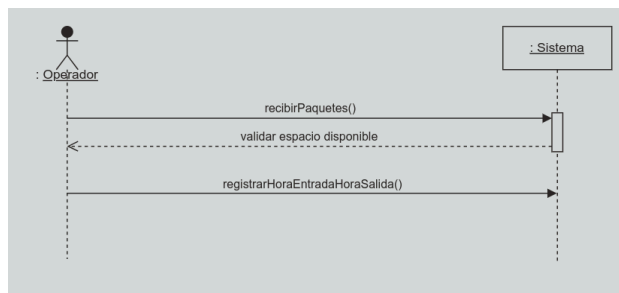 : Sistema
: Operador
recibirPaquetes()
validar espacio disponible
registrarHoraEntradaHoraSalida()